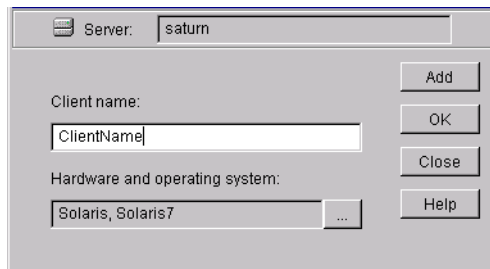 Server: saturn
Add
Client name:
OK
ClientName
Close
Hardware and operating system:
Help
Solaris, Solaris7 ...